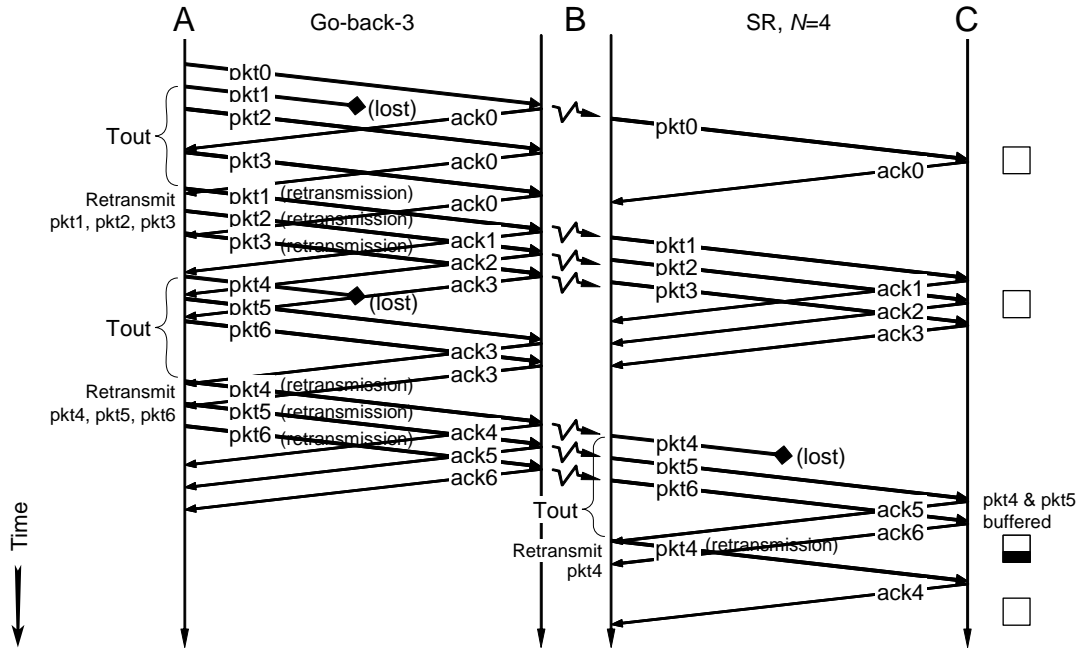 A
Go-back-3
B
SR, N=4
C
pkt0
pkt1
(lost)
pkt2
ack0
pkt0
Tout
pkt3
ack0
ack0
Retransmit
pkt1, pkt2, pkt3
pkt1 (retransmission)
ack0
pkt2 (retransmission)
pkt3 (retransmission)
ack1
pkt1
ack2
pkt2
pkt4
ack3
pkt3
ack1
(lost)
pkt5
ack2
Tout
pkt6
ack3
ack3
ack3
Retransmit
pkt4, pkt5, pkt6
pkt4 (retransmission)
pkt5 (retransmission)
pkt6 (retransmission)
ack4
pkt4
(lost)
ack5
pkt5
ack6
pkt6
Tout
ack5
pkt4 & pkt5
buffered
ack6
Retransmit
pkt4
pkt4 (retransmission)
ack4
Time